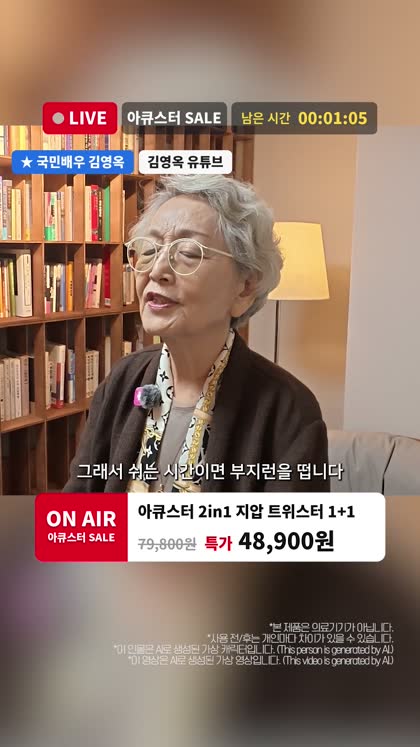 LIVE
아큐스터 SALE
남은 시간 00:01:05
★ 국민배우 김영옥
김영옥 유튜브
그래서 쉬는 시간이면 부지런을 떱니다
ON AIR
아큐스터 SALE
아큐스터 2in1 지압 트위스터 1+1
79,800원 특가 48,900원
*본 제품은 의료기기가 아닙니다.
*사용 전/후는 개인마다 차이가 있을 수 있습니다.
*이 인물은 AI로 생성된 가상 캐릭터입니다. (This person is generated by AI.)
*이 영상은 AI로 생성된 가상 영상입니다. (This video is generated by AI.)